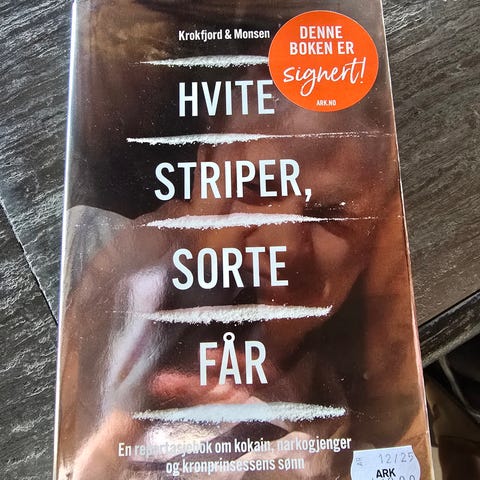 Krokfjord & Monsen
DENNE
BOKEN ER
signert!
ARK.NO
HVITE
STRIPER,
SORTE
FÅR
En reportasjebok om kokain, narkogjenger
og kronprinsessens sønn
12/25
ARK